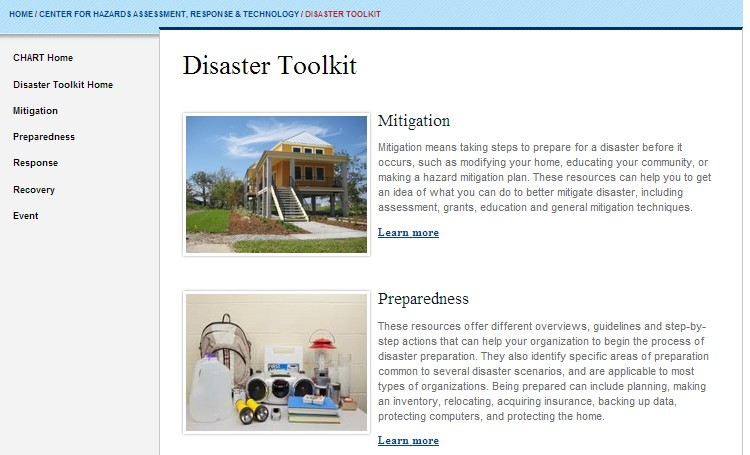 HOME / CENTER FOR HAZARDS ASSESSMENT, RESPONSE & TECHNOLOGY / DISASTER TOOLKIT
CHART Home
Disaster Toolkit Home
Mitigation
Preparedness
Response
Recovery
Event
Disaster Toolkit
Mitigation
Mitigation means taking steps to prepare for a disaster before it
occurs, such as modifying your home, educating your community, or
making a hazard mitigation plan. These resources can help you to get
an idea of what you can do to better mitigate disaster, including
assessment, grants, education and general mitigation techniques.
Learn more
Preparedness
These resources offer different overviews, guidelines and step-by-
step actions that can help your organization to begin the process of
disaster preparation. They also identify specific areas of preparation
common to several disaster scenarios, and are applicable to most
types of organizations. Being prepared can include planning, making
an inventory, relocating, acquiring insurance, backing up data,
protecting computers, and protecting the home.
Learn more